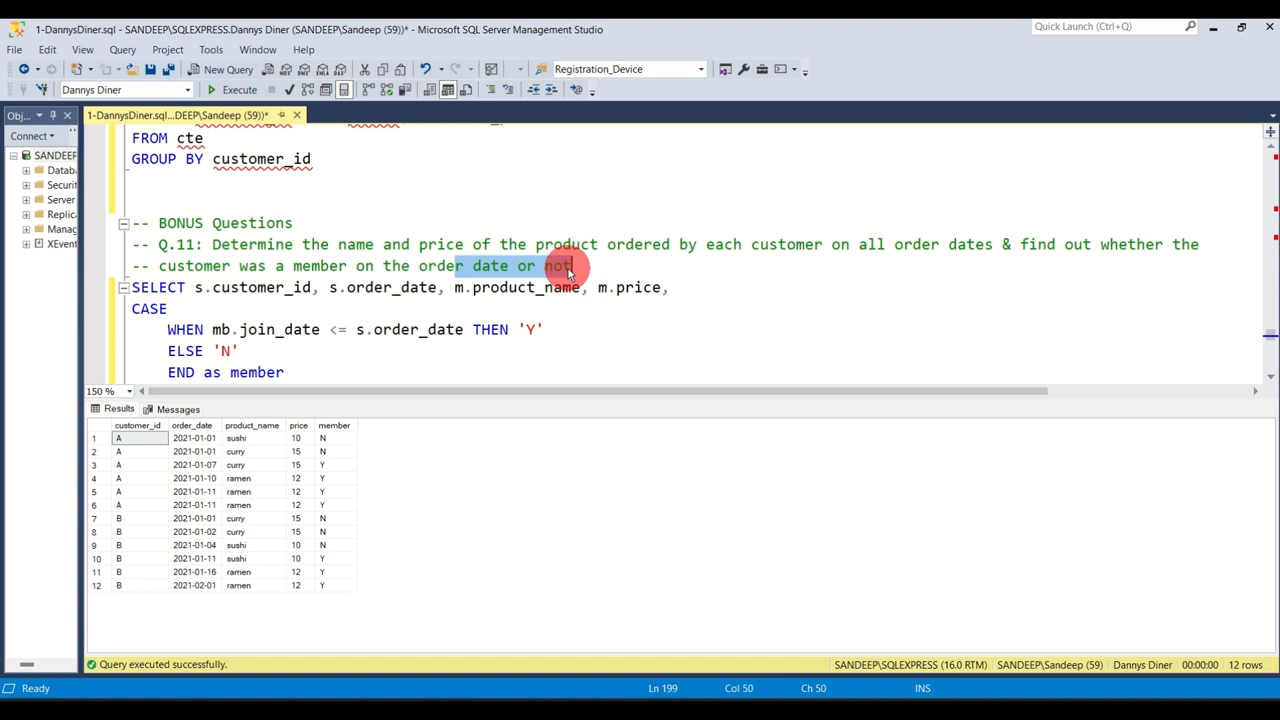 1-DannysDiner.sql - SANDEEP\SQLEXPRESS.Dannys Diner (SANDEEP\Sandeep (59))* - Microsoft SQL Server Management Studio
Quick Launch (Ctrl+Q)
File Edit View Query Project Tools Window Help
New Query
Registration_Device
Dannys Diner
Execute
Obj...
1-DannysDiner.sql...DEEP\Sandeep (59))*
Connect
SANDEEP
Datab
Securit
Server
Replic
Manag
XEvent
FROM cte
GROUP BY customer_id
-- BONUS Questions
-- Q.11: Determine the name and price of the product ordered by each customer on all order dates & find out whether the
-- customer was a member on the order date or not
SELECT s.customer_id, s.order_date, m.product_name, m.price,
CASE
WHEN mb.join_date <= s.order_date THEN 'Y'
ELSE 'N'
END as member
150 %
Results Messages
customer_id order_date product_name price member
1 A 2021-01-01 sushi 10 N
2 A 2021-01-01 curry 15 N
3 A 2021-01-07 curry 15 Y
4 A 2021-01-10 ramen 12 Y
5 A 2021-01-11 ramen 12 Y
6 A 2021-01-11 ramen 12 Y
7 B 2021-01-01 curry 15 N
8 B 2021-01-02 curry 15 N
9 B 2021-01-04 sushi 10 N
10 B 2021-01-11 sushi 10 Y
11 B 2021-01-16 ramen 12 Y
12 B 2021-02-01 ramen 12 Y
Query executed successfully.
SANDEEP\SQLEXPRESS (16.0 RTM) SANDEEP\Sandeep (59) Dannys Diner 00:00:00 12 rows
Ready
Ln 199 Col 50 Ch 50 INS